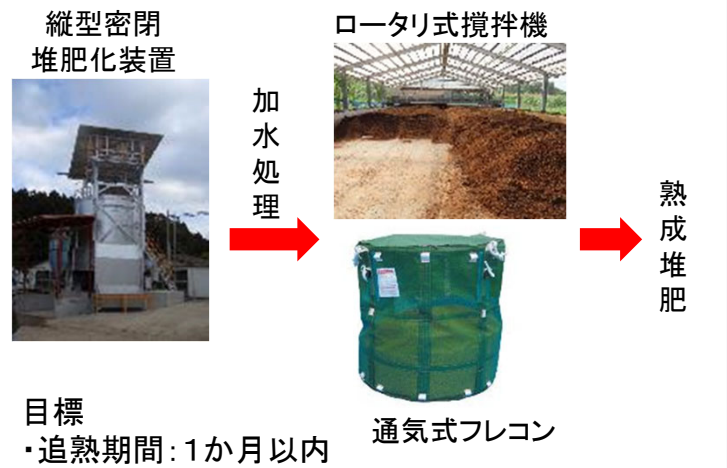 縦型密閉
堆肥化装置
加水処理
ロータリ式撹拌機
通気式フレコン
熟成堆肥
目標
・追熟期間：１か月以内